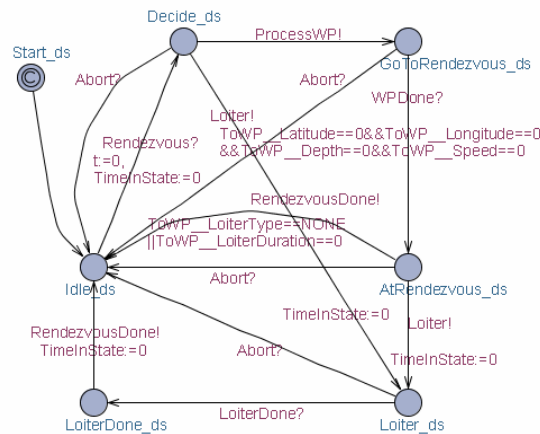 Decide_ds
ProcessWP!
Start_ds
C
GoToRendezvous_ds
Abort?
Abort?
WPDone?
Loiter!
ToWP__Latitude==0&&ToWP__Longitude==0
&&ToWP__Depth==0&&ToWP__Speed==0
Rendezvous?
t:=0,
TimeInState:=0
RendezvousDone!
ToWP__LoiterType==NONE
||ToWP__LoiterDuration==0
Idle_ds
Abort?
AtRendezvous_ds
TimeInState:=0
Loiter!
RendezvousDone!
TimeInState:=0
Abort?
TimeInState:=0
LoiterDone?
LoiterDone_ds
Loiter_ds